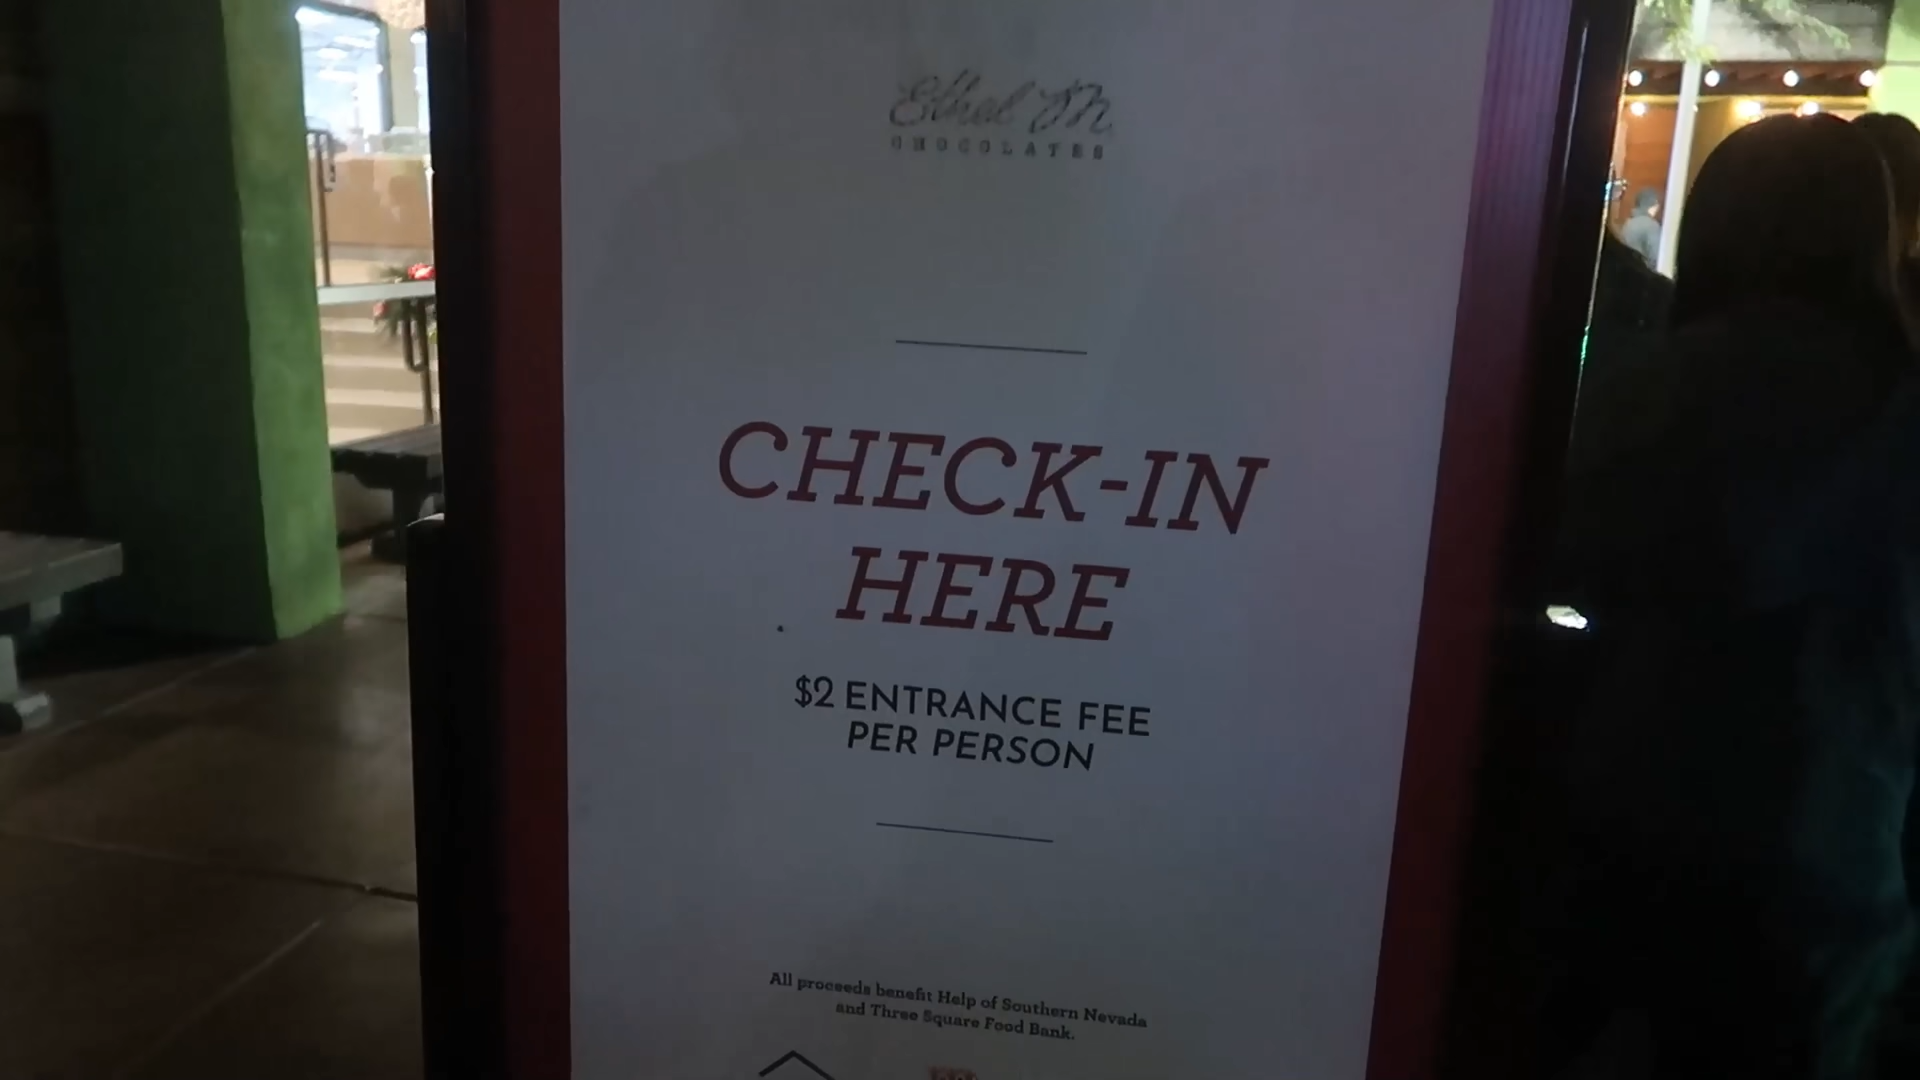 Ethel M.
CHOCOLATES
CHECK-IN
HERE
$2 ENTRANCE FEE
PER PERSON
All proceeds benefit Help of Southern Nevada
and Three Square Food Bank.